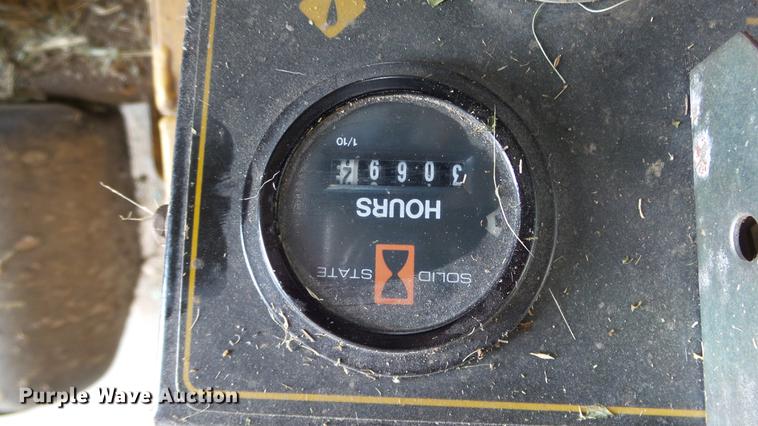 HOURS
1/10
SOLID STATE
Purple Wave Auction